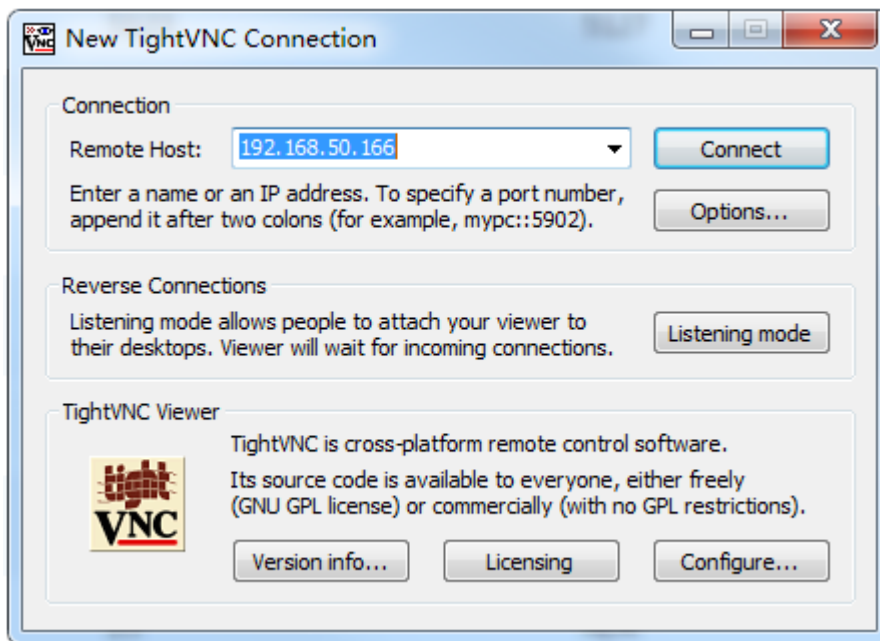 New TightVNC Connection
Connection
Remote Host:
192.168.50.166
Connect
Enter a name or an IP address. To specify a port number,
append it after two colons (for example, mypc::5902).
Options...
Reverse Connections
Listening mode allows people to attach your viewer to
their desktops. Viewer will wait for incoming connections.
Listening mode
TightVNC Viewer
TightVNC is cross-platform remote control software.
Its source code is available to everyone, either freely
(GNU GPL license) or commercially (with no GPL restrictions).
tight
VNC
Version info...
Licensing
Configure...